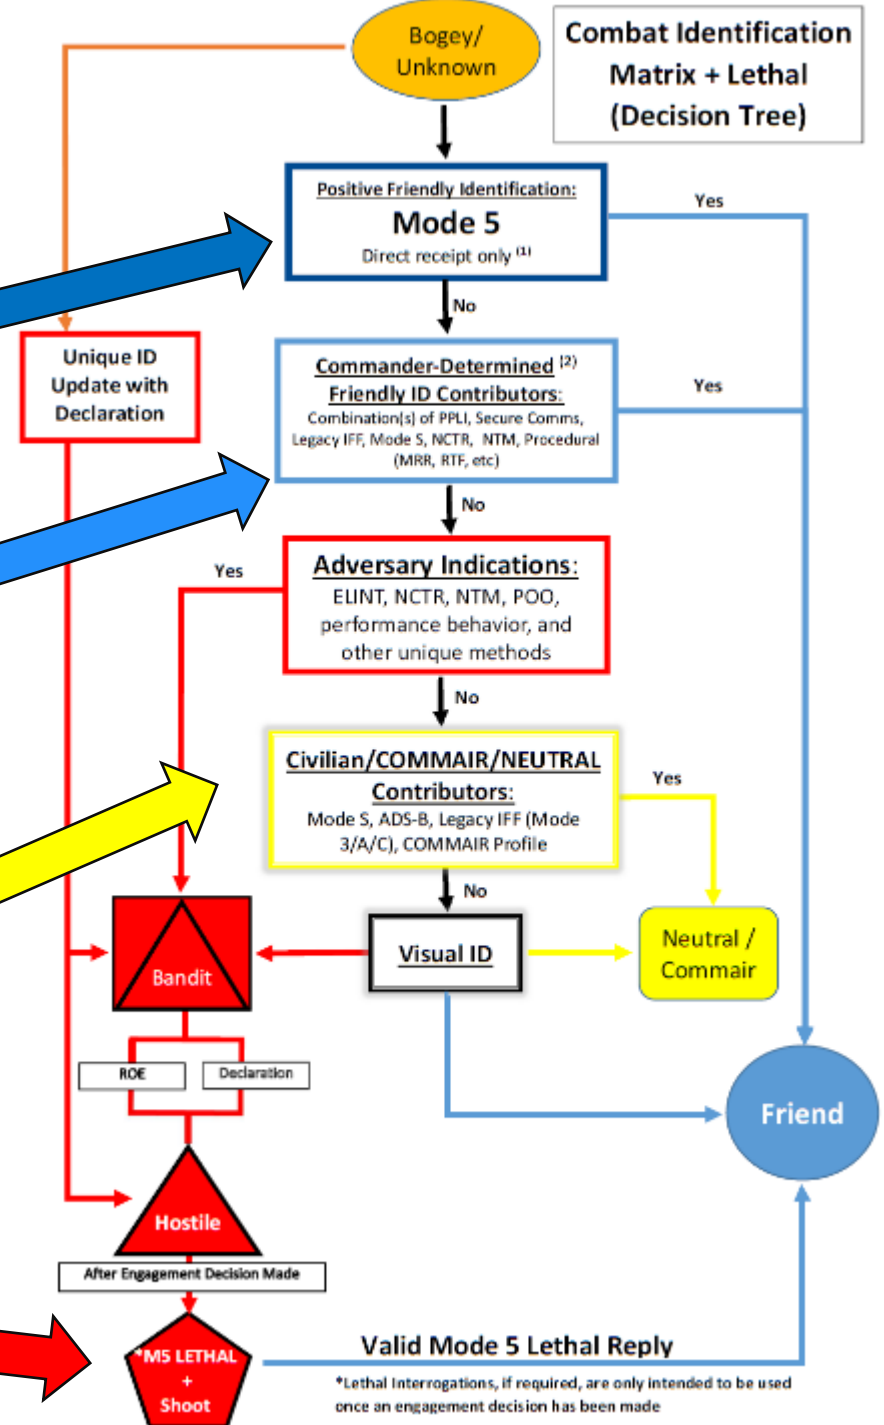 Bogey/
Unknown
Combat Identification
Matrix + Lethal
(Decision Tree)
Positive Friendly Identification:
Mode 5
Direct receipt only (1)
Yes
No
Unique ID
Update with
Declaration
Commander-Determined (2)
Friendly ID Contributors:
Combination(s) of PPLI, Secure Comms,
Legacy IFF, Mode S, NCTR, NTM, Procedural
(MRR, RTF, etc)
Yes
No
Yes
Adversary Indications:
ELINT, NCTR, NTM, POO,
performance behavior, and
other unique methods
No
Civilian/COMMAIR/NEUTRAL
Contributors:
Mode S, ADS-B, Legacy IFF (Mode
3/A/C), COMMAIR Profile
Yes
No
Bandit
Visual ID
Neutral /
Commair
ROE
Declaration
Friend
Hostile
After Engagement Decision Made
*M5 LETHAL
+
Shoot
Valid Mode 5 Lethal Reply
*Lethal Interrogations, if required, are only intended to be used
once an engagement decision has been made